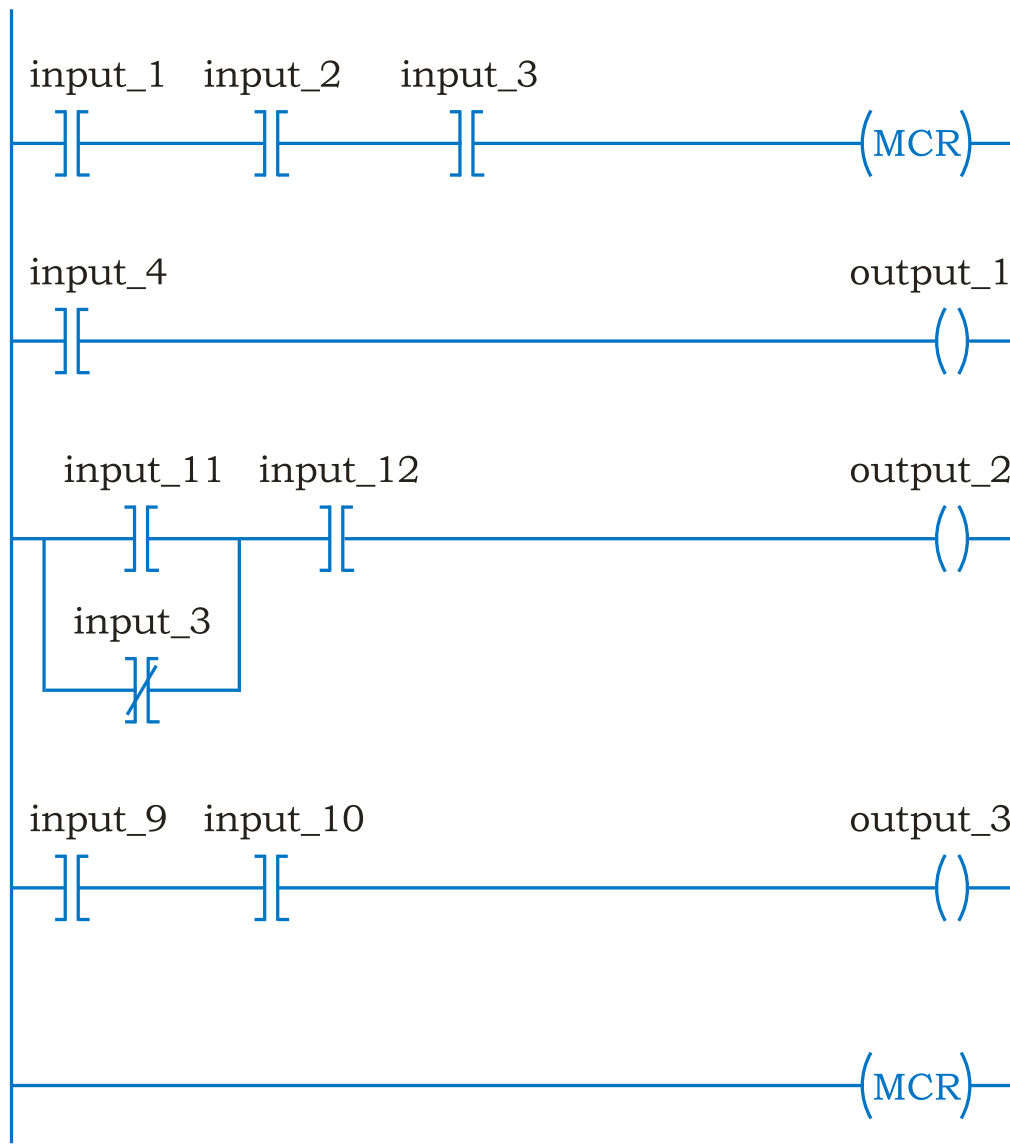 input_1 input_2 input_3
MCR
input_4 output_1
input_11 input_12 output_2
input_3
input_9 input_10 output_3
MCR